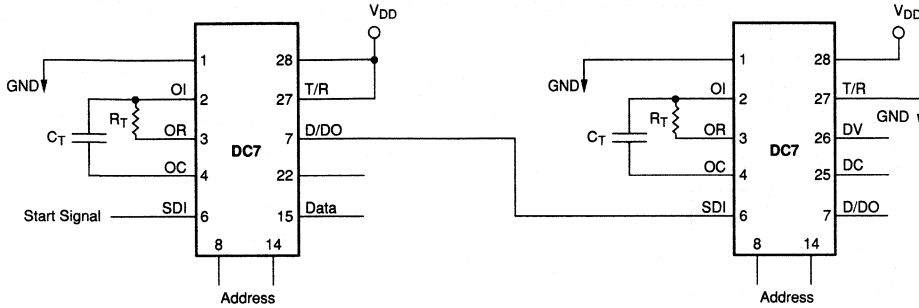 VDD
VDD
1
28
1
28
GND
OI
T/R
GND
OI
T/R
2
27
2
27
RT
D/DO
RT
DV
GND
CT
OR
3
7
CT
OR
3
26
DC7
DC7
OC
4
22
OC
4
25
DC
Start Signal
SDI
6
15
Data
SDI
6
7
D/DO
8
14
8
14
Address
Address